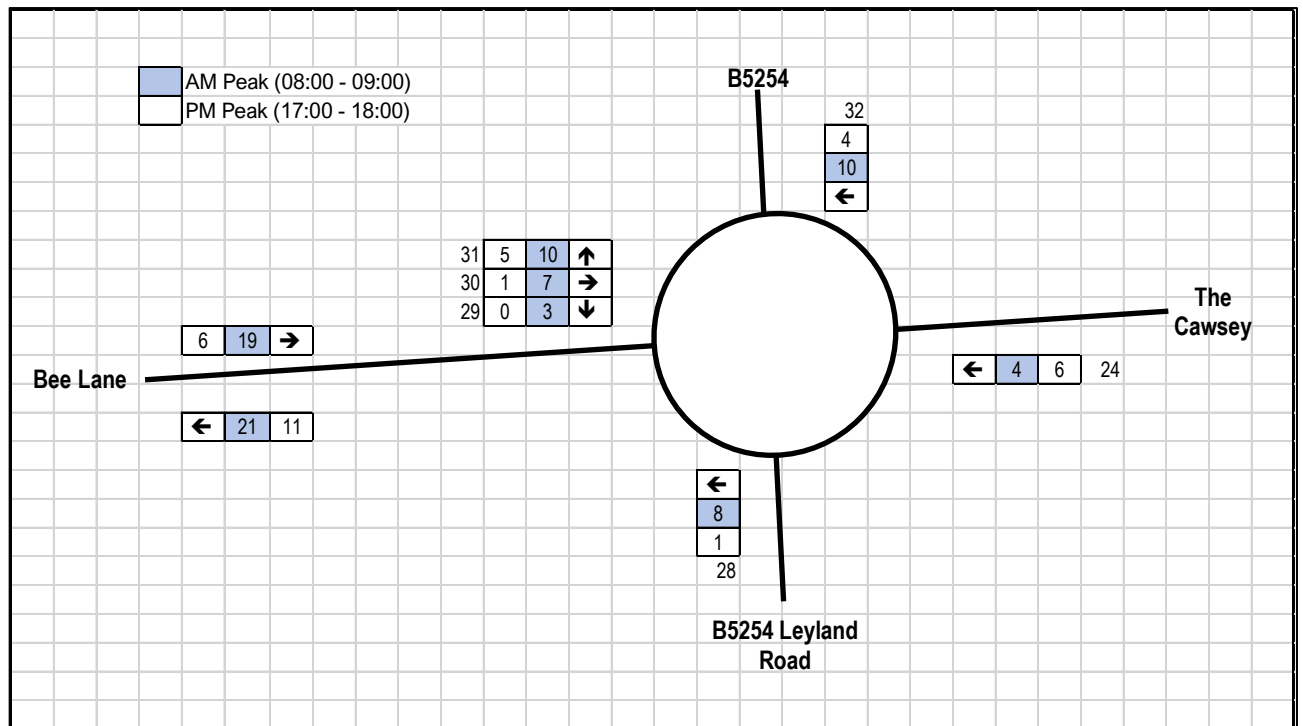 AM Peak (08:00 - 09:00)
PM Peak (17:00 - 18:00)
B5254
32
4
10
←
31 5 10 ↑
30 1 7 →
29 0 3 ↓
6 19 →
Bee Lane
← 21 11
The
Cawsey
← 4 6 24
←
8
1
28
B5254 Leyland
Road